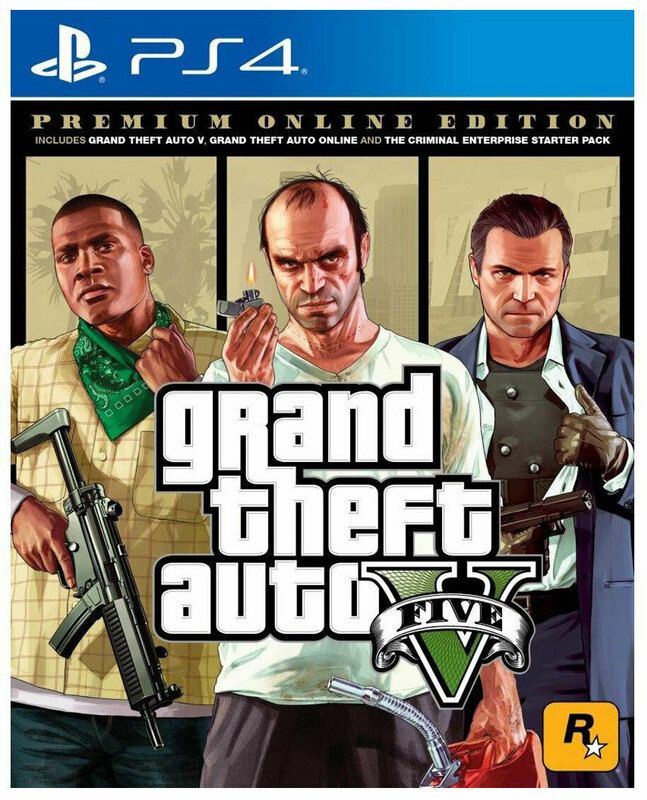 PS4
PREMIUM ONLINE EDITION
INCLUDES GRAND THEFT AUTO V, GRAND THEFT AUTO ONLINE AND THE CRIMINAL ENTERPRISE STARTER PACK
grand
theft
auto V
FIVE
R